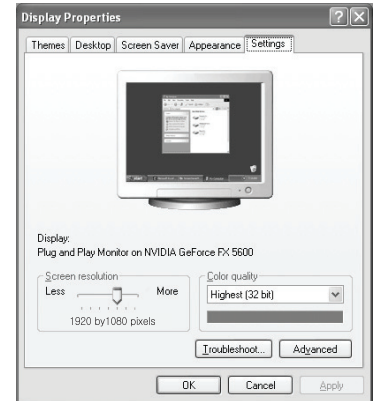 Display Properties
Themes Desktop Screen Saver Appearance Settings
Display:
Plug and Play Monitor on NVIDIA GeForce FX 5600
Screen resolution
Less More
1920 by1080 pixels
Color quality
Highest (32 bit)
Troubleshoot... Advanced
OK Cancel Apply